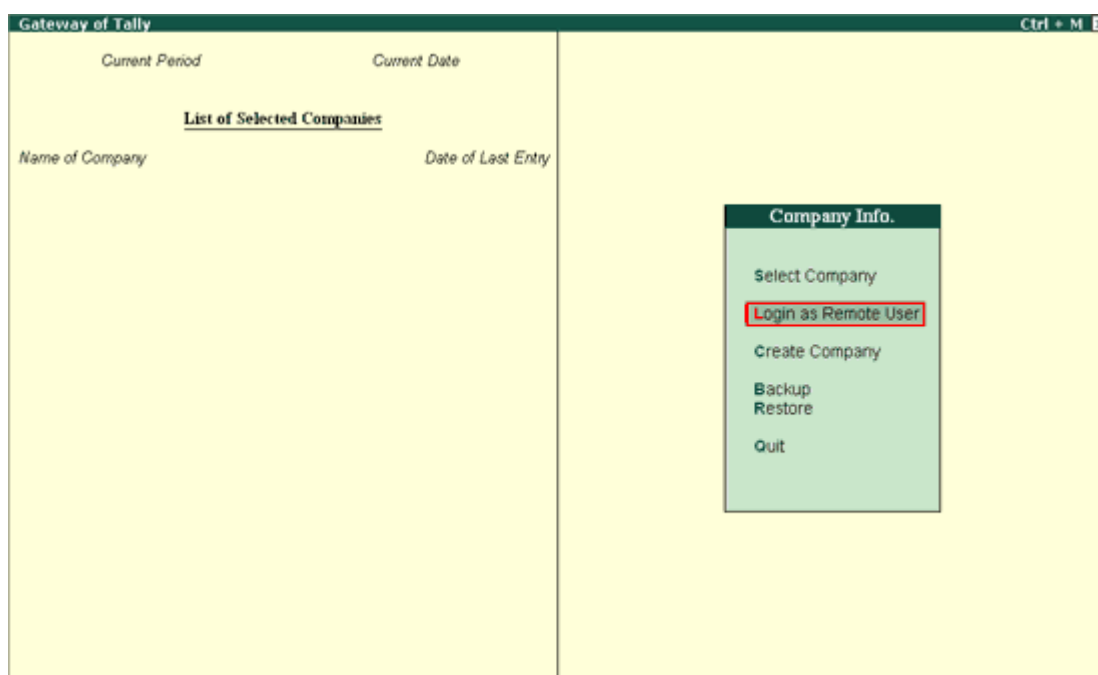 Gateway of Tally Ctrl + M
Current Period Current Date
List of Selected Companies
Name of Company Date of Last Entry
Company Info.
Select Company
Login as Remote User
Create Company
Backup
Restore
Quit